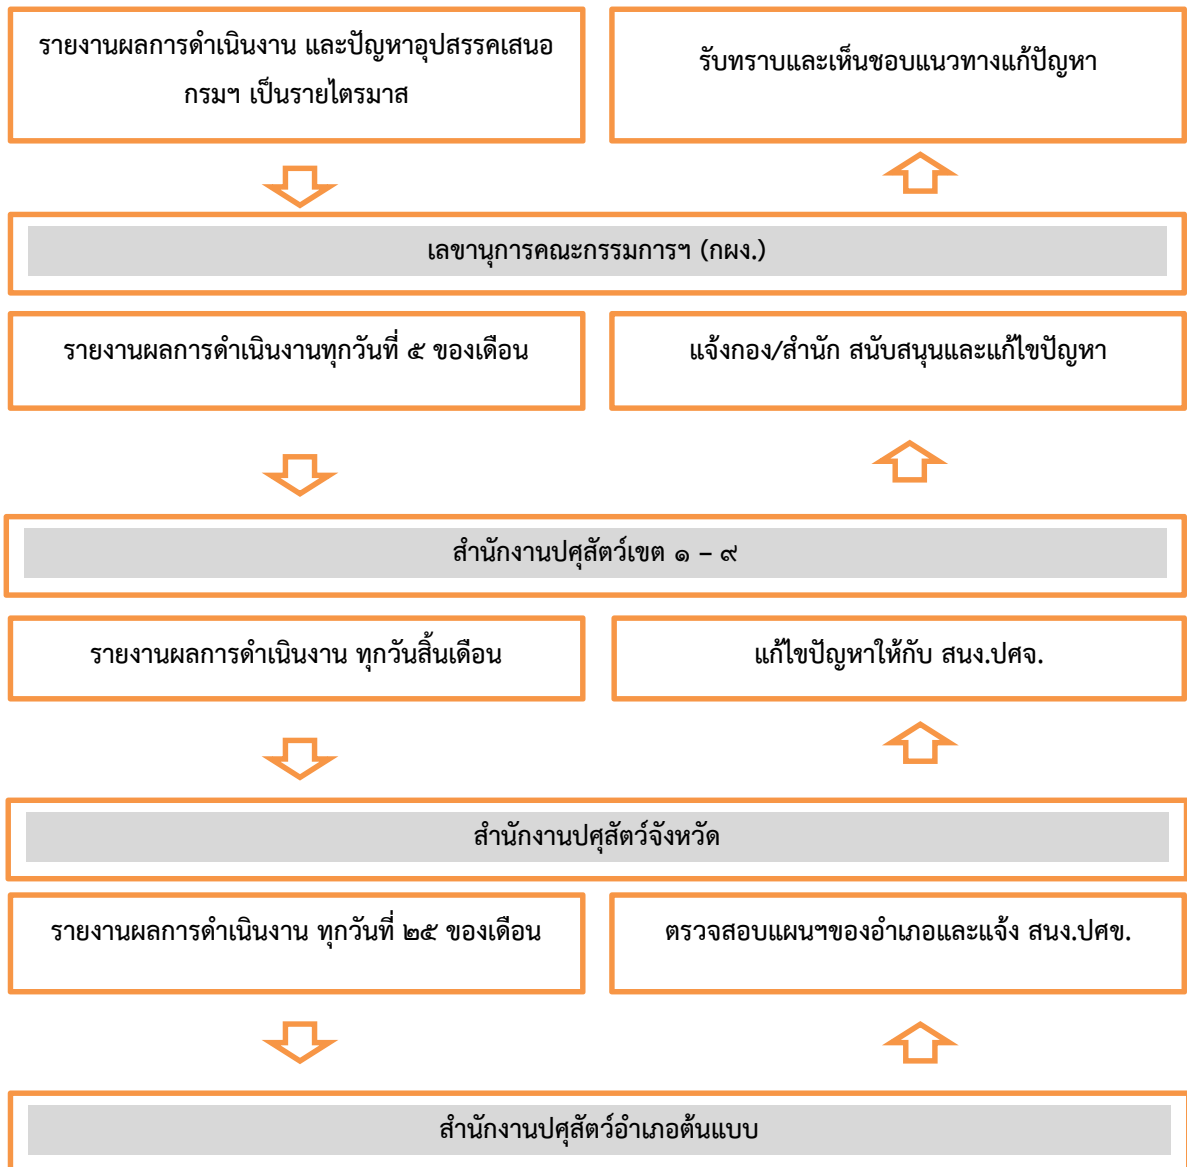 รายงานผลการดำเนินงาน และปัญหาอุปสรรคเสนอ
กรมฯ เป็นรายไตรมาส
รับทราบและเห็นชอบแนวทางแก้ปัญหา
เลขานุการคณะกรรมการฯ (กผง.)
รายงานผลการดำเนินงานทุกวันที่ ๕ ของเดือน
แจ้งกอง/สำนัก สนับสนุนและแก้ไขปัญหา
สำนักงานปศุสัตว์เขต ๑ – ๙
รายงานผลการดำเนินงาน ทุกวันสิ้นเดือน
แก้ไขปัญหาให้กับ สนง.ปศจ.
สำนักงานปศุสัตว์จังหวัด
รายงานผลการดำเนินงาน ทุกวันที่ ๒๕ ของเดือน
ตรวจสอบแผนฯของอำเภอและแจ้ง สนง.ปศข.
สำนักงานปศุสัตว์อำเภอต้นแบบ